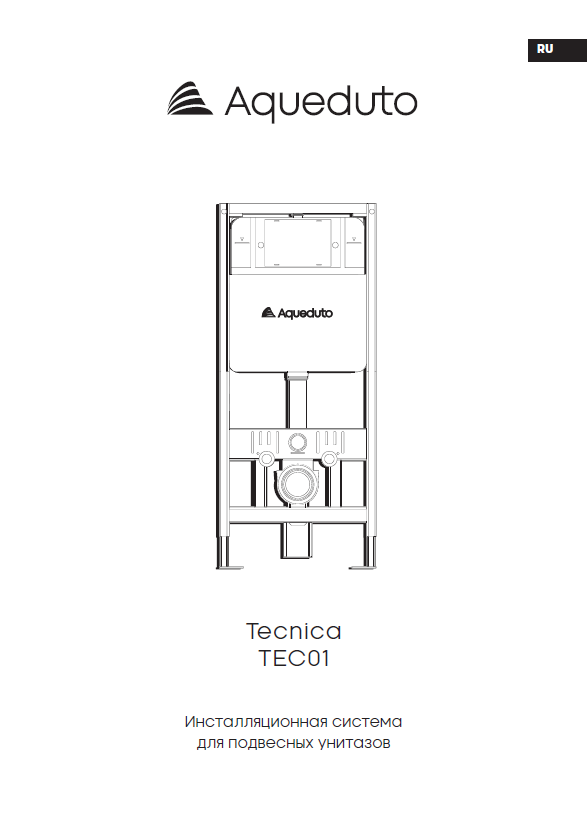 RU
Aqueduto
Aqueduto
Tecnica
TEC01
Инсталляционная система
для подвесных унитазов